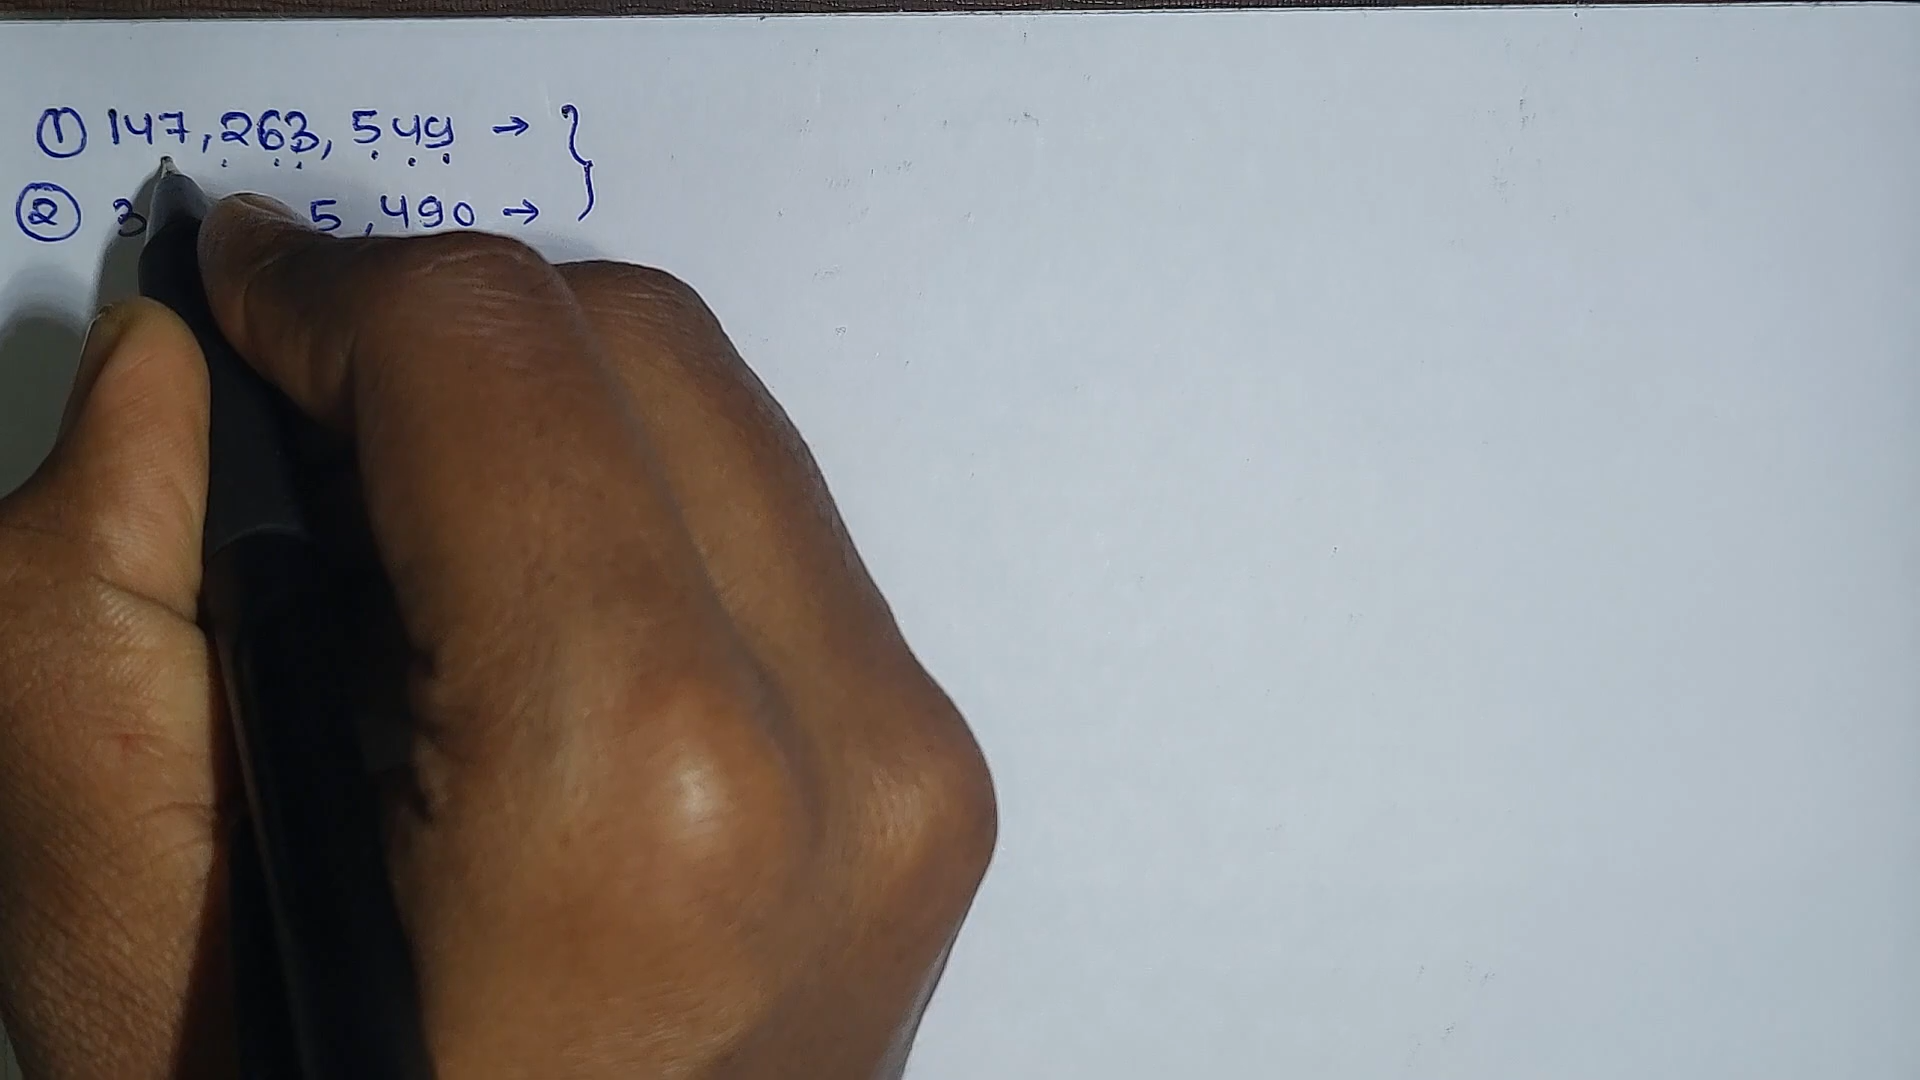 ① 147,263,549 → }
② 3 5,490 →